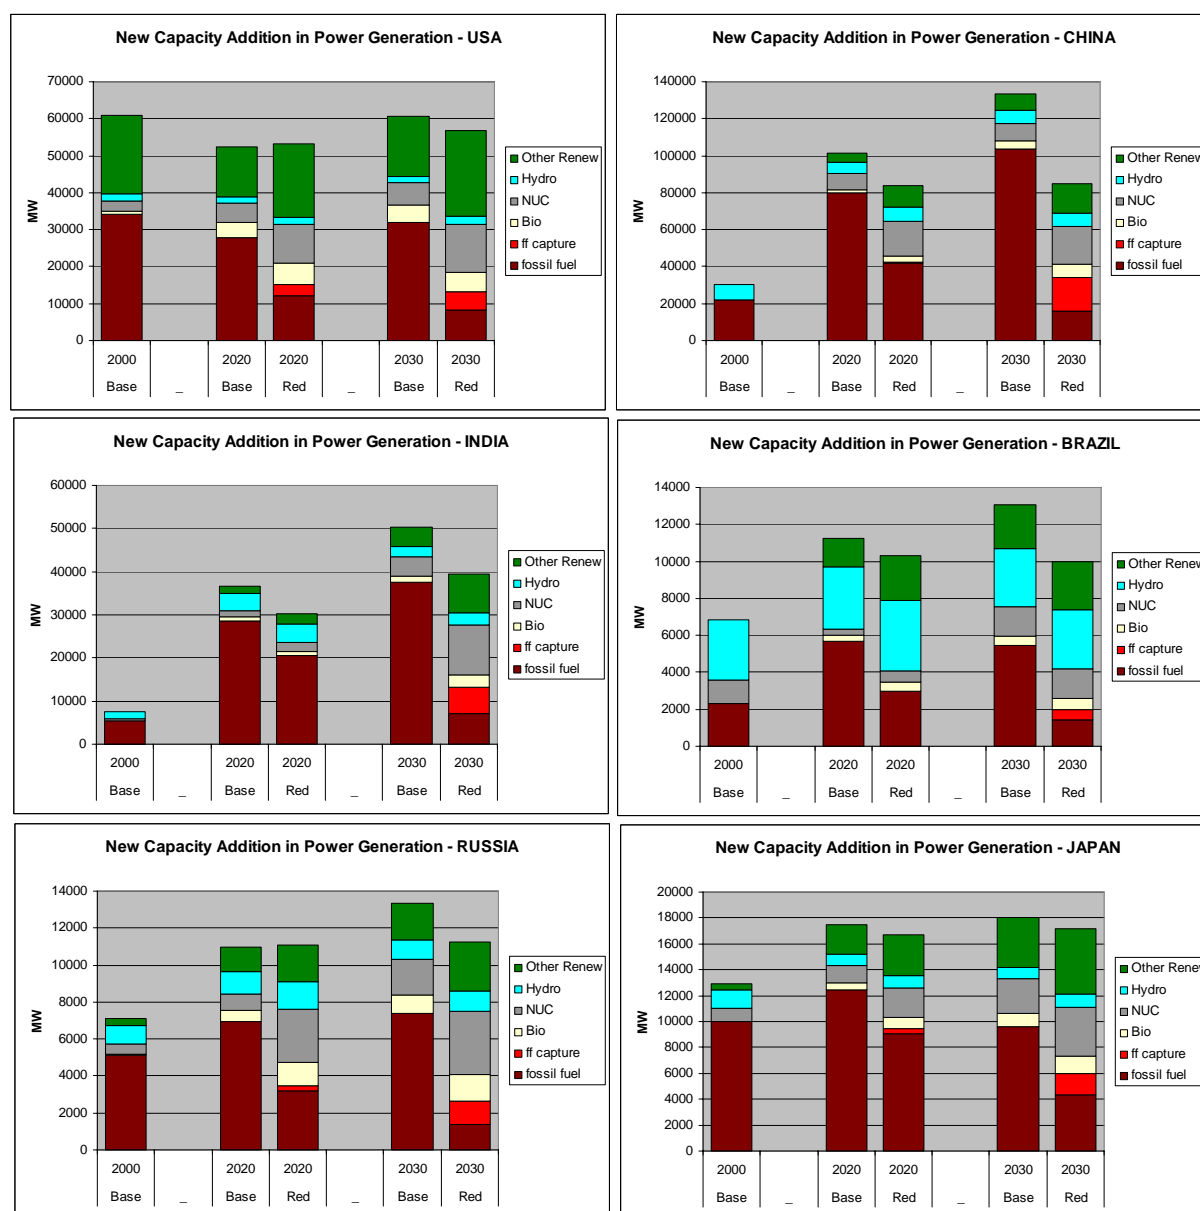 New Capacity Addition in Power Generation - USA
70000
60000
50000
40000
30000
20000
10000
0
MW
2000 2020 2020 2030 2030
Base _ Base Red _ Base Red
Other Renew
Hydro
NUC
Bio
ff capture
fossil fuel
New Capacity Addition in Power Generation - CHINA
140000
120000
100000
80000
60000
40000
20000
0
MW
2000 2020 2020 2030 2030
Base _ Base Red _ Base Red
Other Renew
Hydro
NUC
Bio
ff capture
fossil fuel
New Capacity Addition in Power Generation - INDIA
60000
50000
40000
30000
20000
10000
0
MW
2000 2020 2020 2030 2030
Base _ Base Red _ Base Red
Other Renew
Hydro
NUC
Bio
ff capture
fossil fuel
New Capacity Addition in Power Generation - BRAZIL
14000
12000
10000
8000
6000
4000
2000
0
MW
2000 2020 2020 2030 2030
Base _ Base Red _ Base Red
Other Renew
Hydro
NUC
Bio
ff capture
fossil fuel
New Capacity Addition in Power Generation - RUSSIA
14000
12000
10000
8000
6000
4000
2000
0
MW
2000 2020 2020 2030 2030
Base _ Base Red _ Base Red
Other Renew
Hydro
NUC
Bio
ff capture
fossil fuel
New Capacity Addition in Power Generation - JAPAN
20000
18000
16000
14000
12000
10000
8000
6000
4000
2000
0
MW
2000 2020 2020 2030 2030
Base _ Base Red _ Base Red
Other Renew
Hydro
NUC
Bio
ff capture
fossil fuel